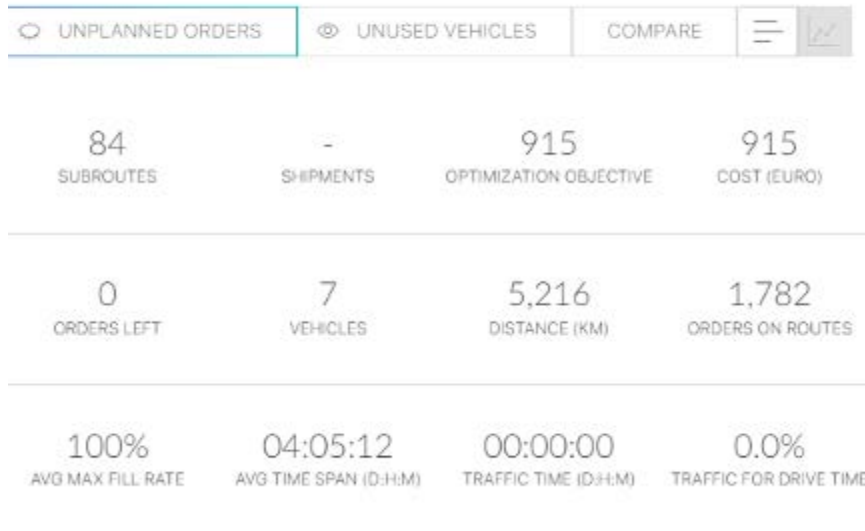 UNPLANNED ORDERS UNUSED VEHICLES COMPARE
84 - 915 915
SUBROUTES SHIPMENTS OPTIMIZATION OBJECTIVE COST (EURO)
0 7 5,216 1,782
ORDERS LEFT VEHICLES DISTANCE (KM) ORDERS ON ROUTES
100% 04:05:12 00:00:00 0.0%
AVG MAX FILL RATE AVG TIME SPAN (D:H:M) TRAFFIC TIME (D:H:M) TRAFFIC FOR DRIVE TIME